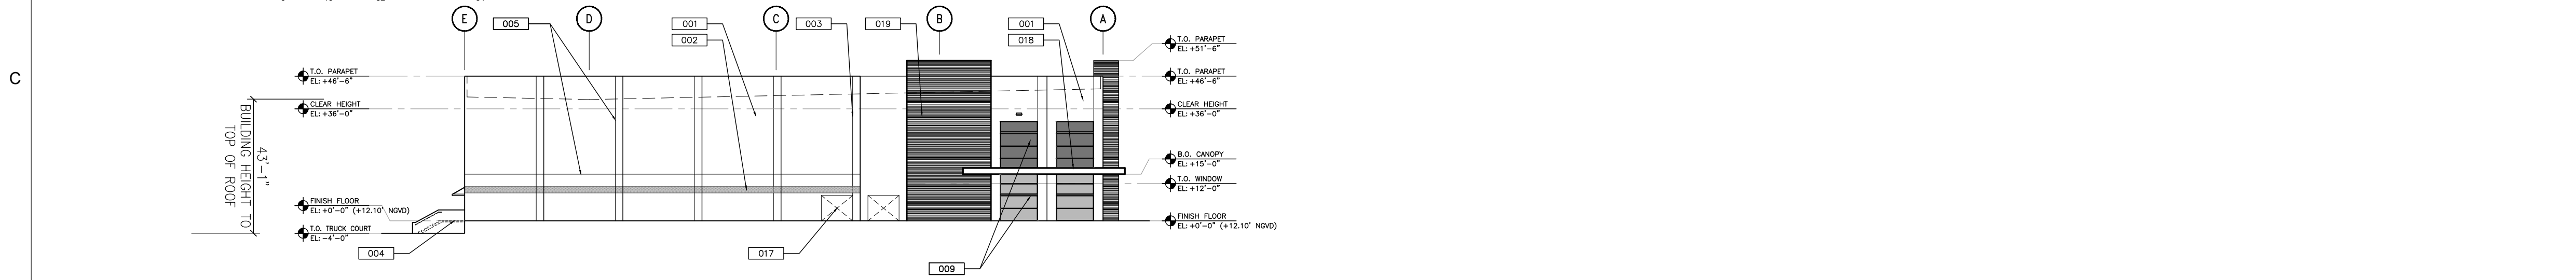 E
D
C
B
A
005
001
002
003
019
001
018
C
T.O. PARAPET
EL: +51'-6"
T.O. PARAPET
EL: +46'-6"
T.O. PARAPET
EL: +46'-6"
CLEAR HEIGHT
EL: +36'-0"
CLEAR HEIGHT
EL: +36'-0"
43'-1"
BUILDING HEIGHT TO
TOP OF ROOF
B.O. CANOPY
EL: +15'-0"
T.O. WINDOW
EL: +12'-0"
FINISH FLOOR
EL: +0'-0" (+12.10' NGVD)
FINISH FLOOR
EL: +0'-0" (+12.10' NGVD)
T.O. TRUCK COURT
EL: -4'-0"
004
017
009